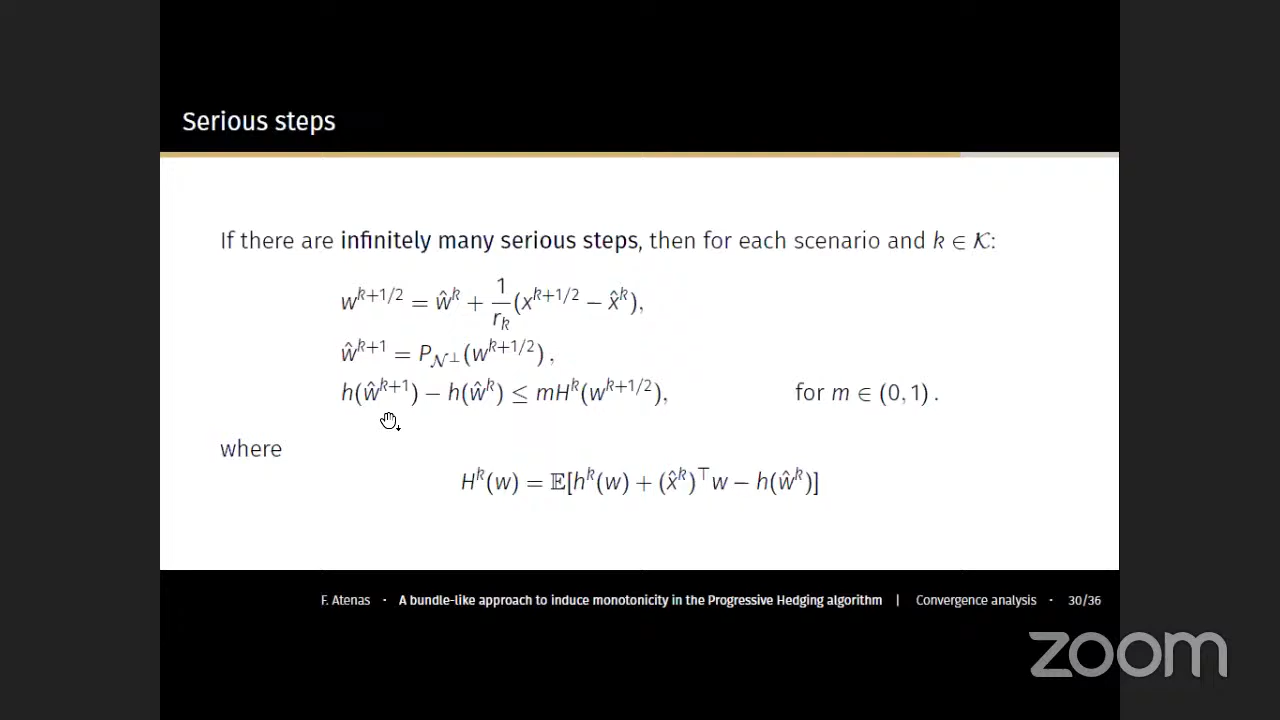 Serious steps
If there are infinitely many serious steps, then for each scenario and k ∈ 𝒦:
w^{k+1/2} = ŵ^k + \frac{1}{r_k}(x^{k+1/2} − x̂^k),
ŵ^{k+1} = P_{𝒩^⊥}(w^{k+1/2}),
h(ŵ^{k+1}) − h(ŵ^k) ≤ mH^k(w^{k+1/2}), for m ∈ (0, 1).
where
H^k(w) = 𝔼[h^k(w) + (x̂^k)^⊤w − h(ŵ^k)]
F. Atenas · A bundle-like approach to induce monotonicity in the Progressive Hedging algorithm | Convergence analysis · 30/36
zoom